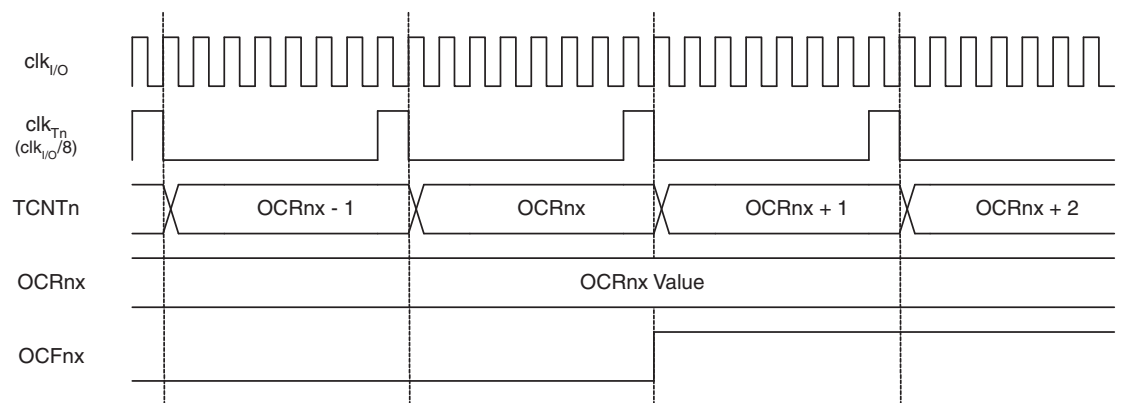 clkI/O
clkTn
(clkI/O/8)
TCNTn OCRnx - 1 OCRnx OCRnx + 1 OCRnx + 2
OCRnx OCRnx Value
OCFnx